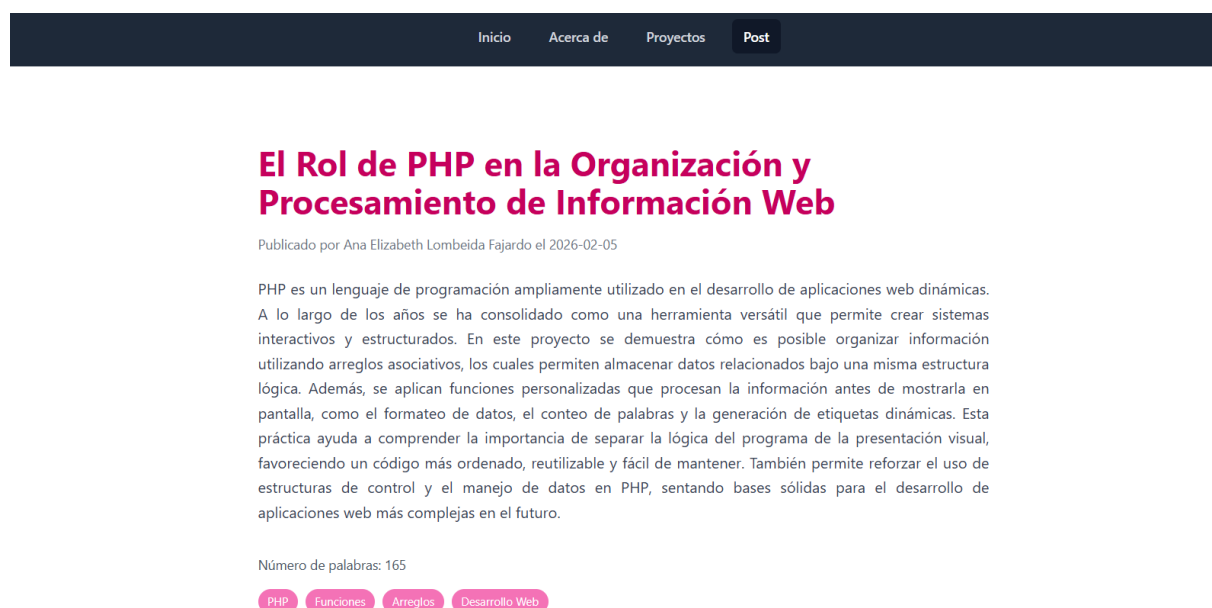 Inicio Acerca de Proyectos Post
El Rol de PHP en la Organización y
Procesamiento de Información Web
Publicado por Ana Elizabeth Lombeida Fajardo el 2026-02-05
PHP es un lenguaje de programación ampliamente utilizado en el desarrollo de aplicaciones web dinámicas.
A lo largo de los años se ha consolidado como una herramienta versátil que permite crear sistemas
interactivos y estructurados. En este proyecto se demuestra cómo es posible organizar información
utilizando arreglos asociativos, los cuales permiten almacenar datos relacionados bajo una misma estructura
lógica. Además, se aplican funciones personalizadas que procesan la información antes de mostrarla en
pantalla, como el formateo de datos, el conteo de palabras y la generación de etiquetas dinámicas. Esta
práctica ayuda a comprender la importancia de separar la lógica del programa de la presentación visual,
favoreciendo un código más ordenado, reutilizable y fácil de mantener. También permite reforzar el uso de
estructuras de control y el manejo de datos en PHP, sentando bases sólidas para el desarrollo de
aplicaciones web más complejas en el futuro.
Número de palabras: 165
PHP Funciones Arreglos Desarrollo Web